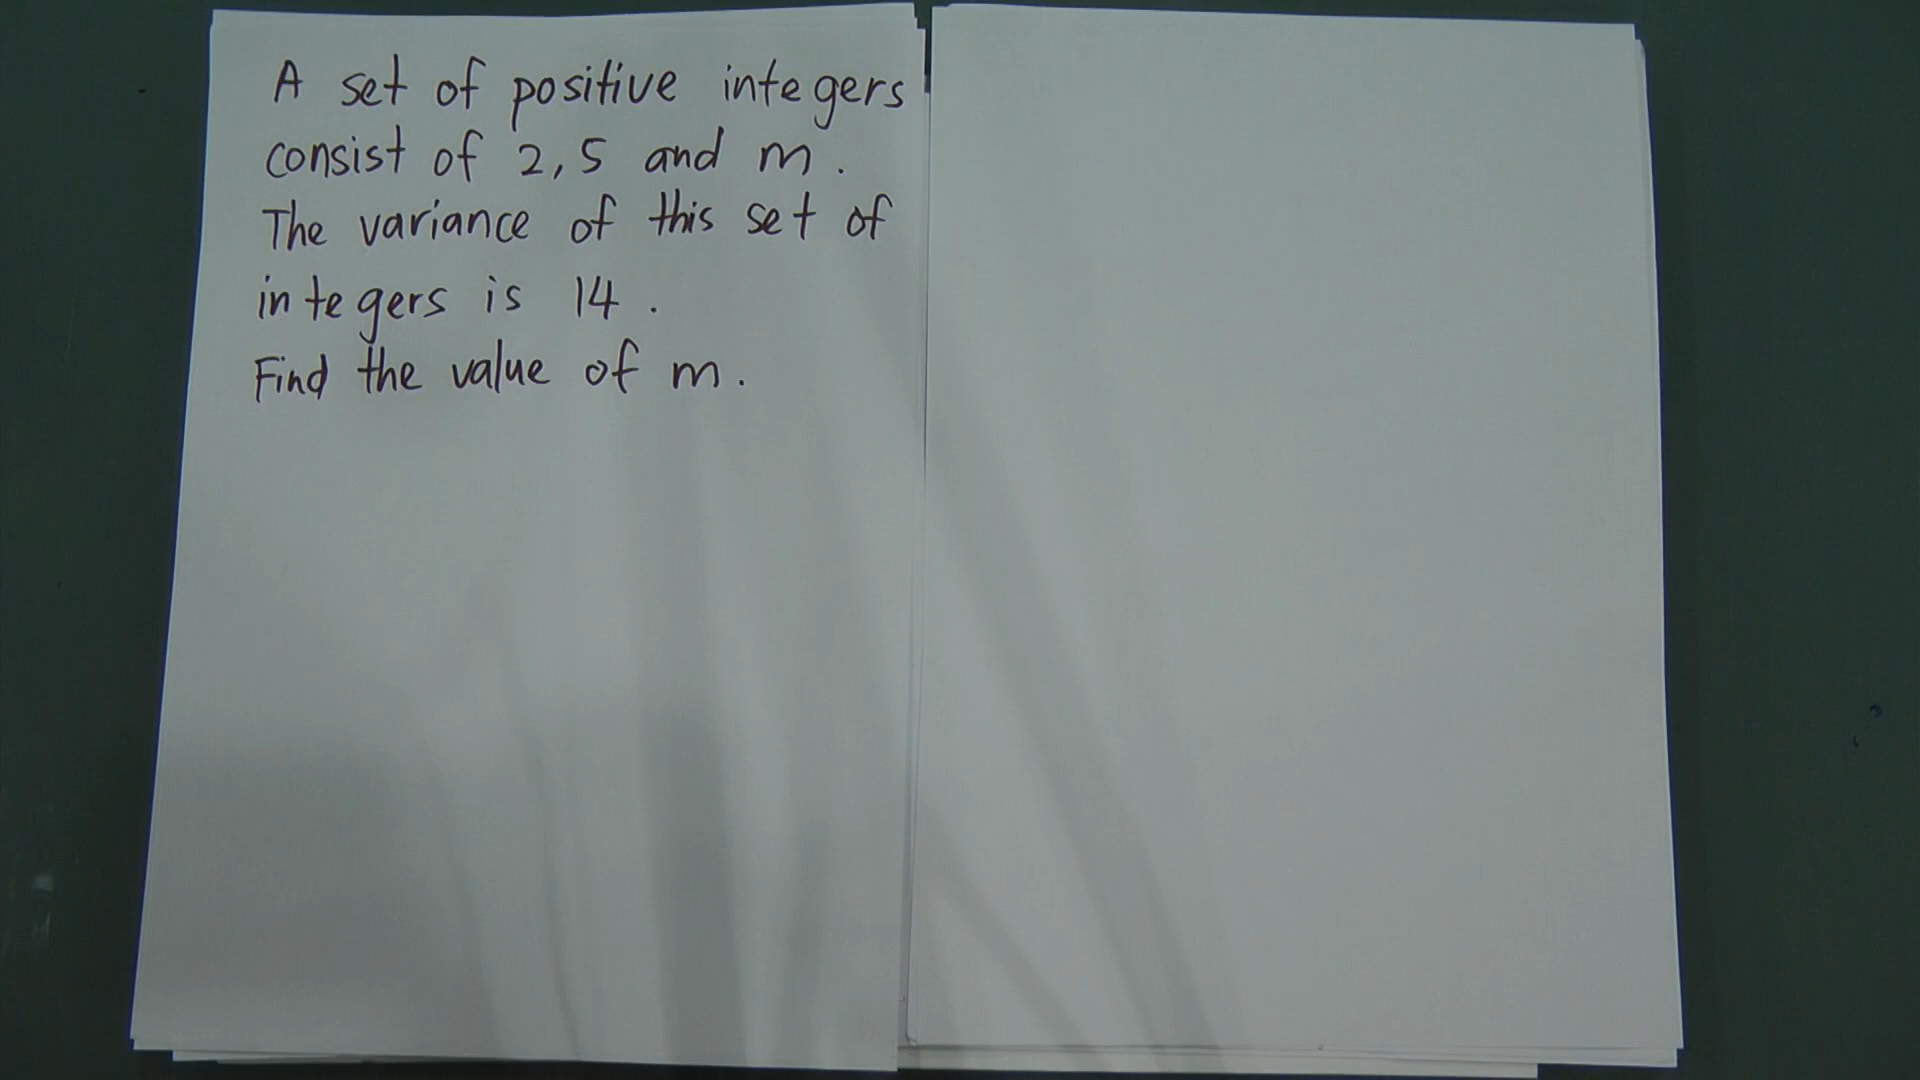 A set of positive integers
consist of 2, 5 and m.
The variance of this set of
integers is 14.
Find the value of m.